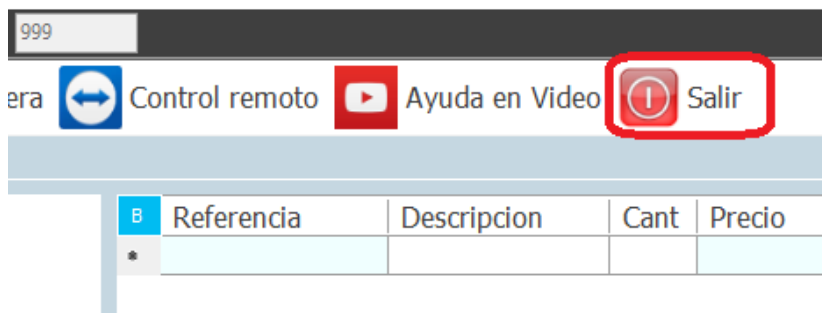 999
era Control remoto Ayuda en Video Salir
B Referencia Descripcion Cant Precio
*